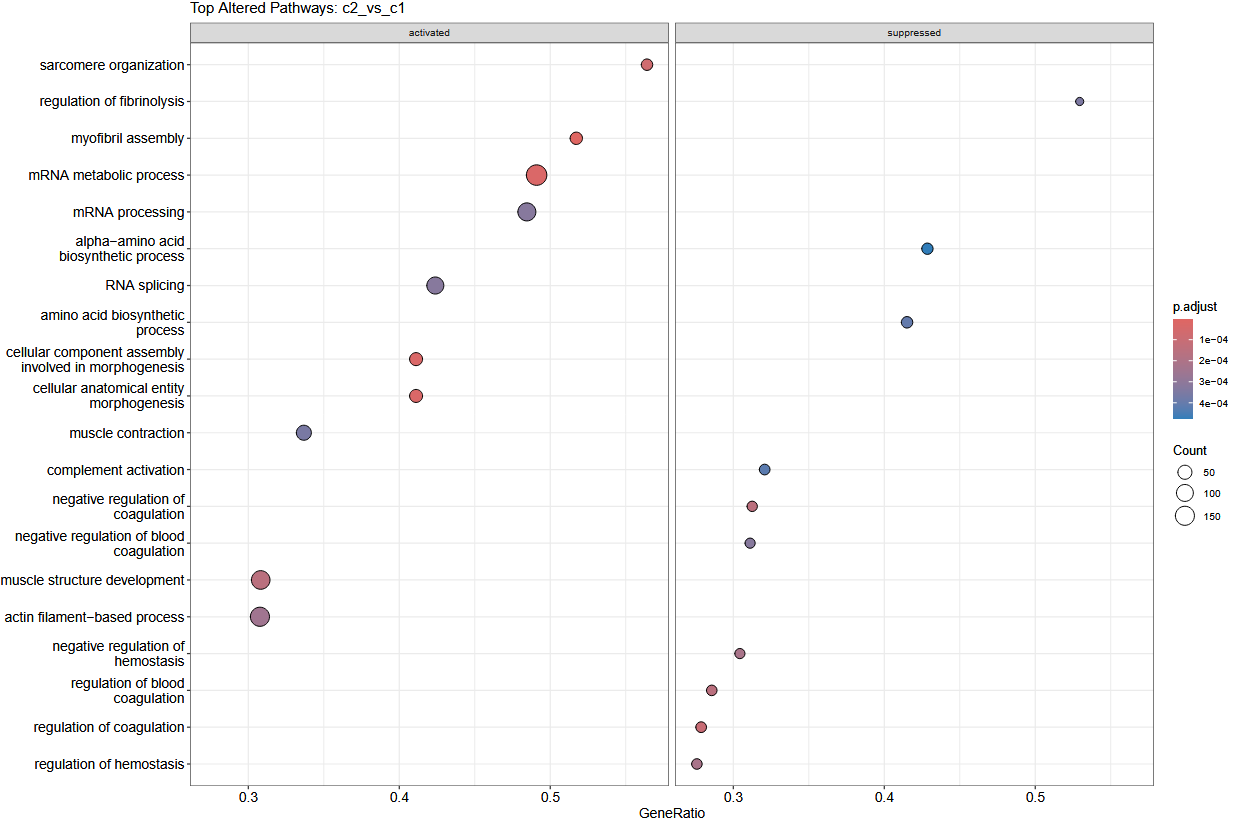 Top Altered Pathways: c2_vs_c1
activated
suppressed
sarcomere organization
regulation of fibrinolysis
myofibril assembly
mRNA metabolic process
mRNA processing
alpha−amino acid
biosynthetic process
RNA splicing
amino acid biosynthetic
process
cellular component assembly
involved in morphogenesis
cellular anatomical entity
morphogenesis
muscle contraction
complement activation
negative regulation of
coagulation
negative regulation of blood
coagulation
muscle structure development
actin filament−based process
negative regulation of
hemostasis
regulation of blood
coagulation
regulation of coagulation
regulation of hemostasis
0.3
0.4
0.5
0.3
0.4
0.5
GeneRatio
p.adjust
1e−04
2e−04
3e−04
4e−04
Count
50
100
150